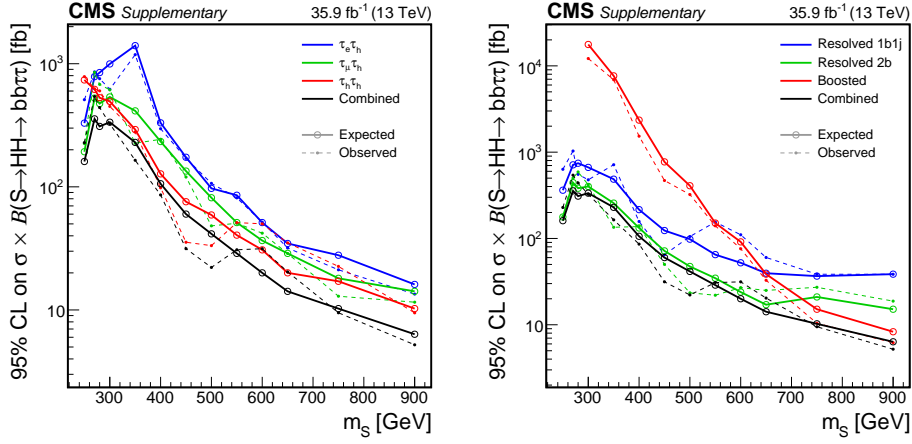 CMS Supplementary 35.9 fb⁻¹ (13 TeV)
95% CL on σ × B(S→HH→ bbττ) [fb]
τₑτₕ
τ_μτₕ
τₕτₕ
Combined
Expected
Observed
10³
10²
10
300 400 500 600 700 800 900
m_S [GeV]
CMS Supplementary 35.9 fb⁻¹ (13 TeV)
95% CL on σ × B(S→HH→ bbττ) [fb]
Resolved 1b1j
Resolved 2b
Boosted
Combined
Expected
Observed
10⁴
10³
10²
10
300 400 500 600 700 800 900
m_S [GeV]